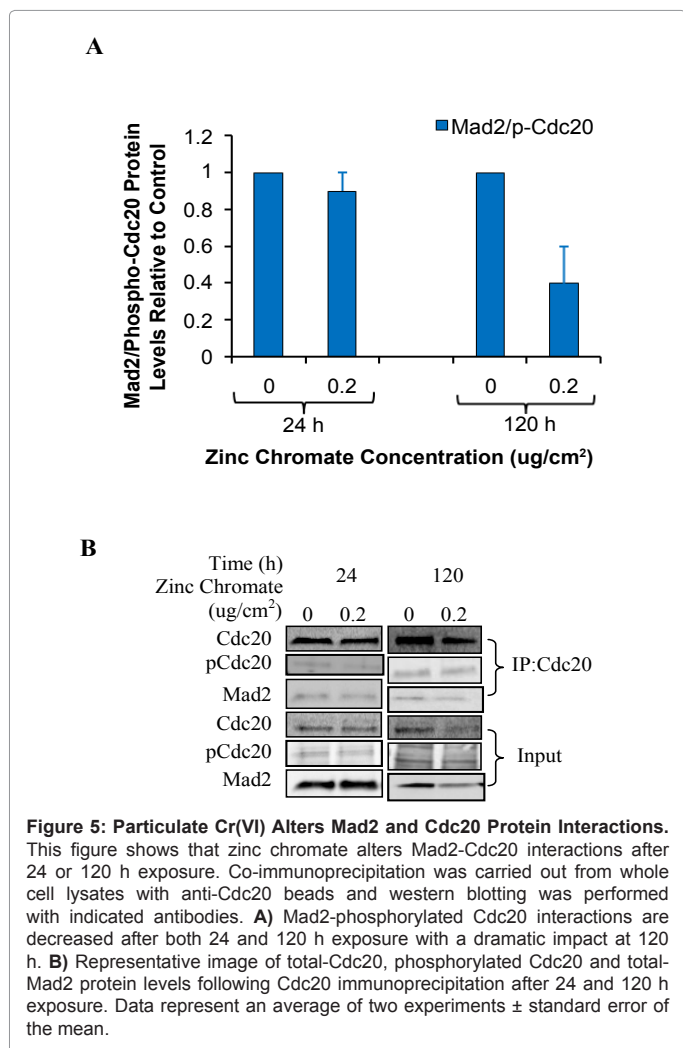 A
Mad2/p-Cdc20
Mad2/Phospho-Cdc20 Protein
Levels Relative to Control
1.2
1
0.8
0.6
0.4
0.2
0
0 0.2 0 0.2
24 h 120 h
Zinc Chromate Concentration (ug/cm²)
B
Time (h) 24 120
Zinc Chromate
(ug/cm²) 0 0.2 0 0.2
Cdc20
pCdc20 IP:Cdc20
Mad2
Cdc20
pCdc20 Input
Mad2
Figure 5: Particulate Cr(VI) Alters Mad2 and Cdc20 Protein Interactions.
This figure shows that zinc chromate alters Mad2-Cdc20 interactions after
24 or 120 h exposure. Co-immunoprecipitation was carried out from whole
cell lysates with anti-Cdc20 beads and western blotting was performed
with indicated antibodies. A) Mad2-phosphorylated Cdc20 interactions are
decreased after both 24 and 120 h exposure with a dramatic impact at 120
h. B) Representative image of total-Cdc20, phosphorylated Cdc20 and total-
Mad2 protein levels following Cdc20 immunoprecipitation after 24 and 120 h
exposure. Data represent an average of two experiments ± standard error of
the mean.